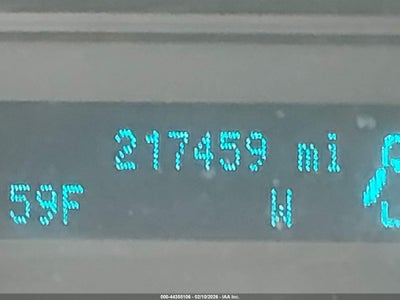 217459 mi
59F W
000-44355106 - 02/10/2026 - IAA Inc.